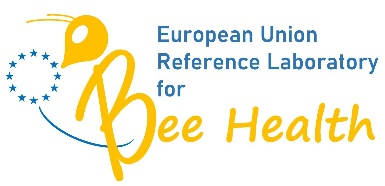 European Union
Reference Laboratory
for
Bee Health